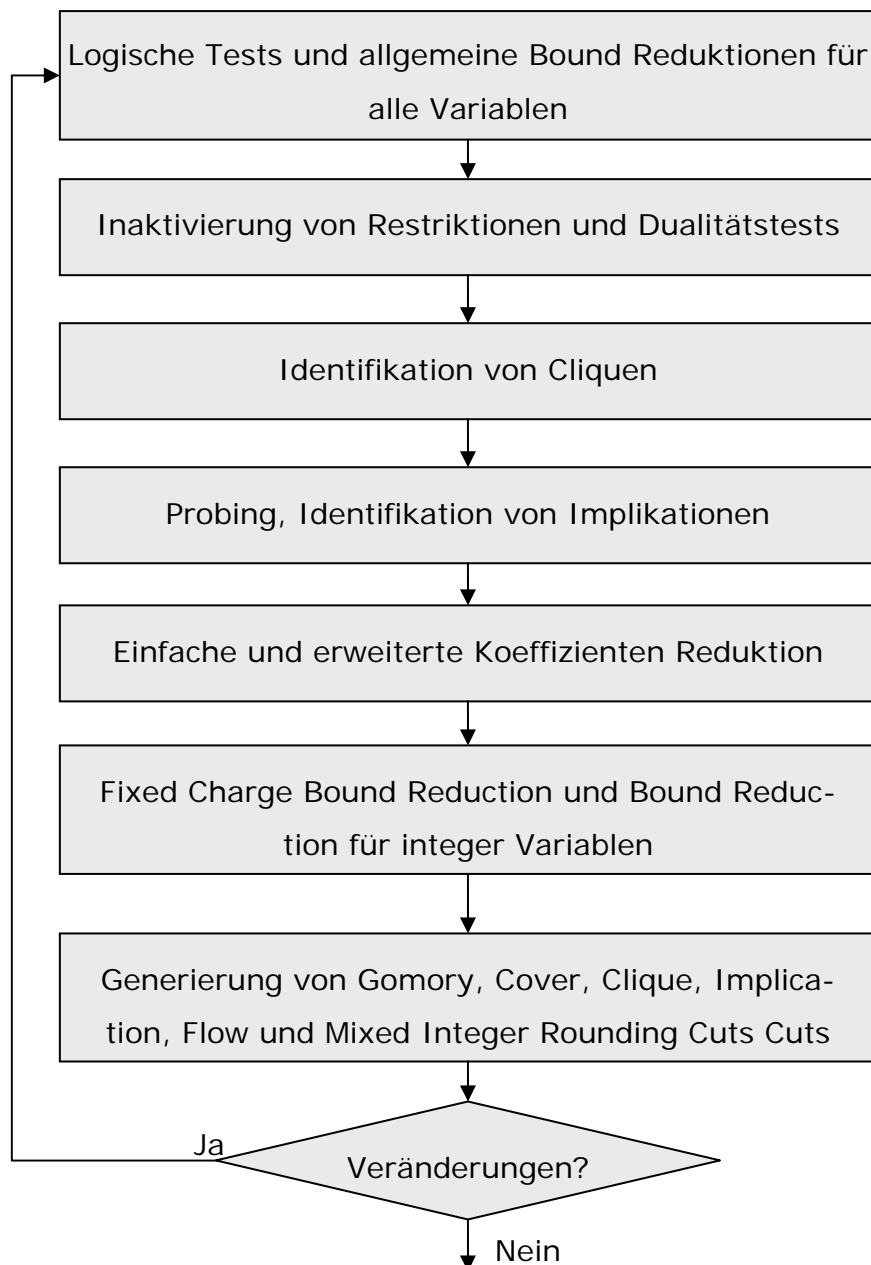 Logische Tests und allgemeine Bound Reduktionen für
alle Variablen
Inaktivierung von Restriktionen und Dualitätstests
Identifikation von Cliquen
Probing, Identifikation von Implikationen
Einfache und erweiterte Koeffizienten Reduktion
Fixed Charge Bound Reduction und Bound Reduc-
tion für integer Variablen
Generierung von Gomory, Cover, Clique, Implica-
tion, Flow und Mixed Integer Rounding Cuts Cuts
Ja
Veränderungen?
Nein